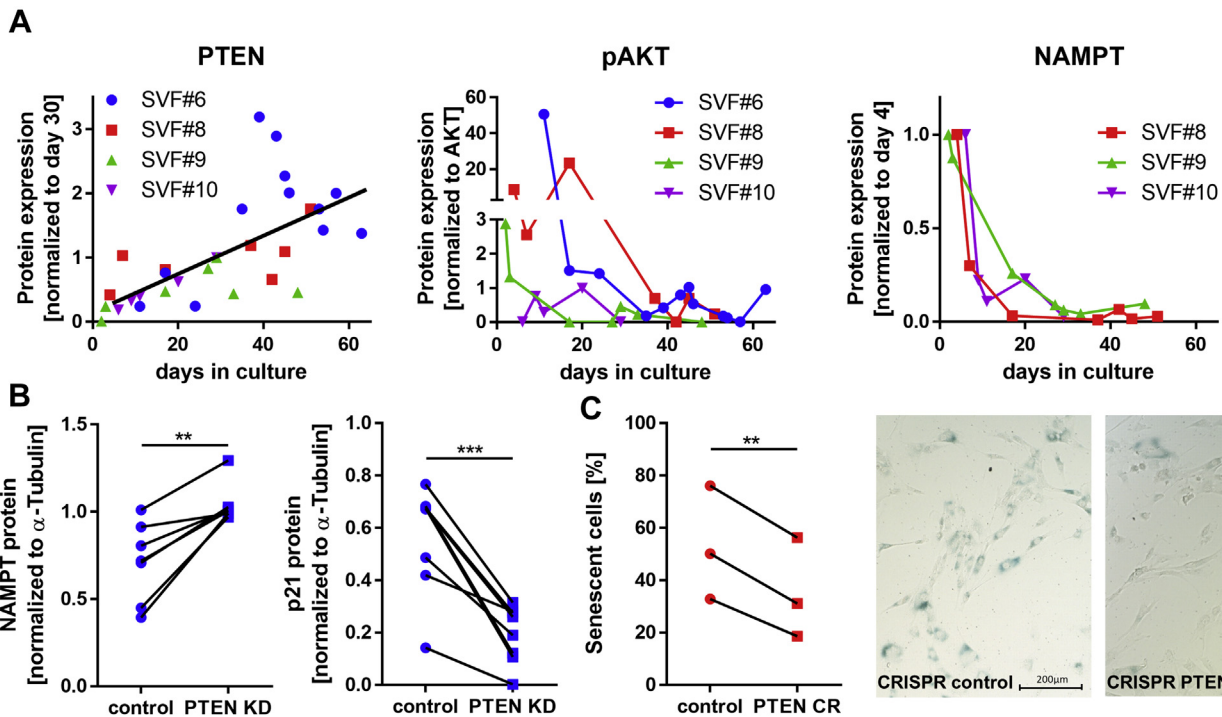 A
PTEN
Protein expression
[normalized to day 30]
3
2
1
0
SVF#6
SVF#8
SVF#9
SVF#10
0 20 40 60
days in culture
pAKT
Protein expression
[normalized to AKT]
60
40
20
3
2
1
0
SVF#6
SVF#8
SVF#9
SVF#10
0 20 40 60
days in culture
NAMPT
Protein expression
[normalized to day 4]
1.0
0.5
0.0
SVF#8
SVF#9
SVF#10
0 20 40 60
days in culture
B
NAMPT protein
[normalized to α-Tubulin]
1.5
1.0
0.5
0.0
**
control PTEN KD
p21 protein
[normalized to α-Tubulin]
1.0
0.8
0.6
0.4
0.2
0.0
***
control PTEN KD
C
Senescent cells [%]
100
80
60
40
20
0
**
control PTEN CR
CRISPR control
200μm
CRISPR PTEN